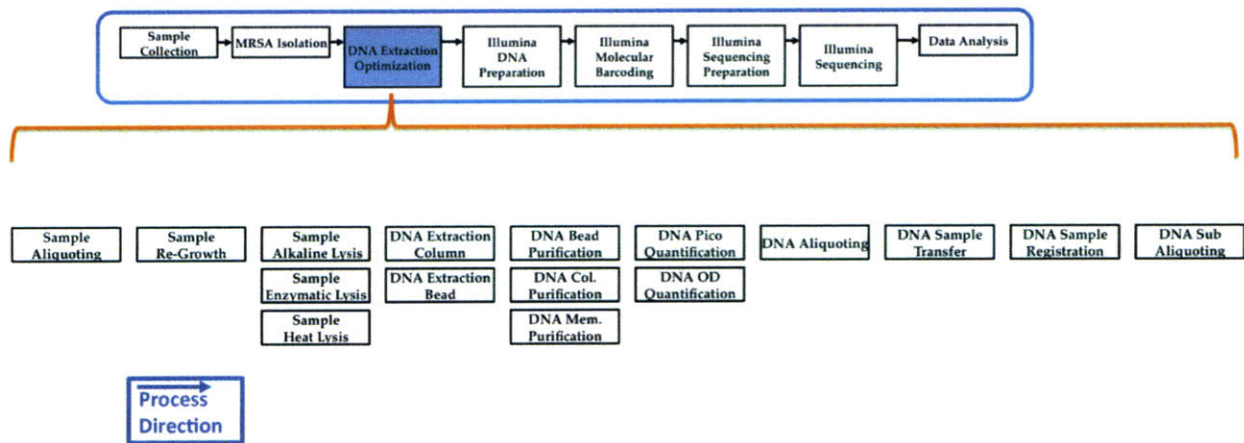 Sample
Collection
MRSA Isolation
DNA Extraction
Optimization
Illumina
DNA
Preparation
Illumina
Molecular
Barcoding
Illumina
Sequencing
Preparation
Illumina
Sequencing
Data Analysis
Sample
Aliquoting
Sample
Re-Growth
Sample
Alkaline Lysis
DNA Extraction
Column
DNA Bead
Purification
DNA Pico
Quantification
DNA Aliquoting
DNA Sample
Transfer
DNA Sample
Registration
DNA Sub
Aliquoting
Sample
Enzymatic Lysis
DNA Extraction
Bead
DNA Col.
Purification
DNA OD
Quantification
Sample
Heat Lysis
DNA Mem.
Purification
Process
Direction